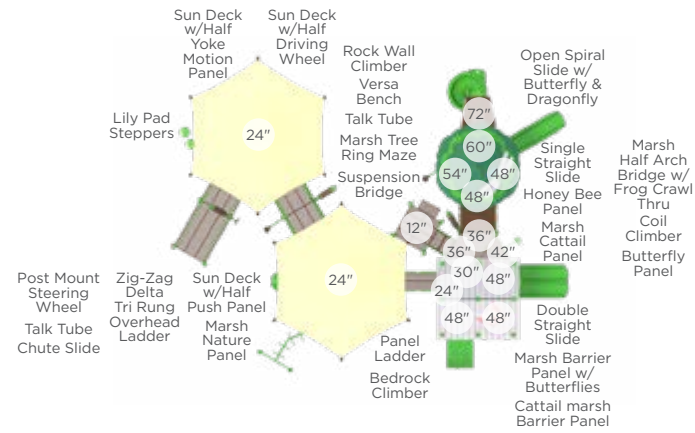 Sun Deck
w/Half
Yoke
Motion
Panel
Sun Deck
w/Half
Driving
Wheel
Rock Wall
Climber
Versa
Bench
Talk Tube
Marsh Tree
Ring Maze
Suspension
Bridge
Open Spiral
Slide w/
Butterfly &
Dragonfly
Lily Pad
Steppers
24"
72"
60"
54"
48"
48"
Single
Straight
Slide
Honey Bee
Panel
Marsh
Cattail
Panel
Marsh
Half Arch
Bridge w/
Frog Crawl
Thru
Coil
Climber
Butterfly
Panel
12"
36"
36"
42"
30"
48"
24"
48"
48"
24"
Post Mount
Steering
Wheel
Talk Tube
Chute Slide
Zig-Zag
Delta
Tri Rung
Overhead
Ladder
Sun Deck
w/Half
Push Panel
Marsh
Nature
Panel
Panel
Ladder
Bedrock
Climber
Double
Straight
Slide
Marsh Barrier
Panel w/
Butterflies
Cattail marsh
Barrier Panel